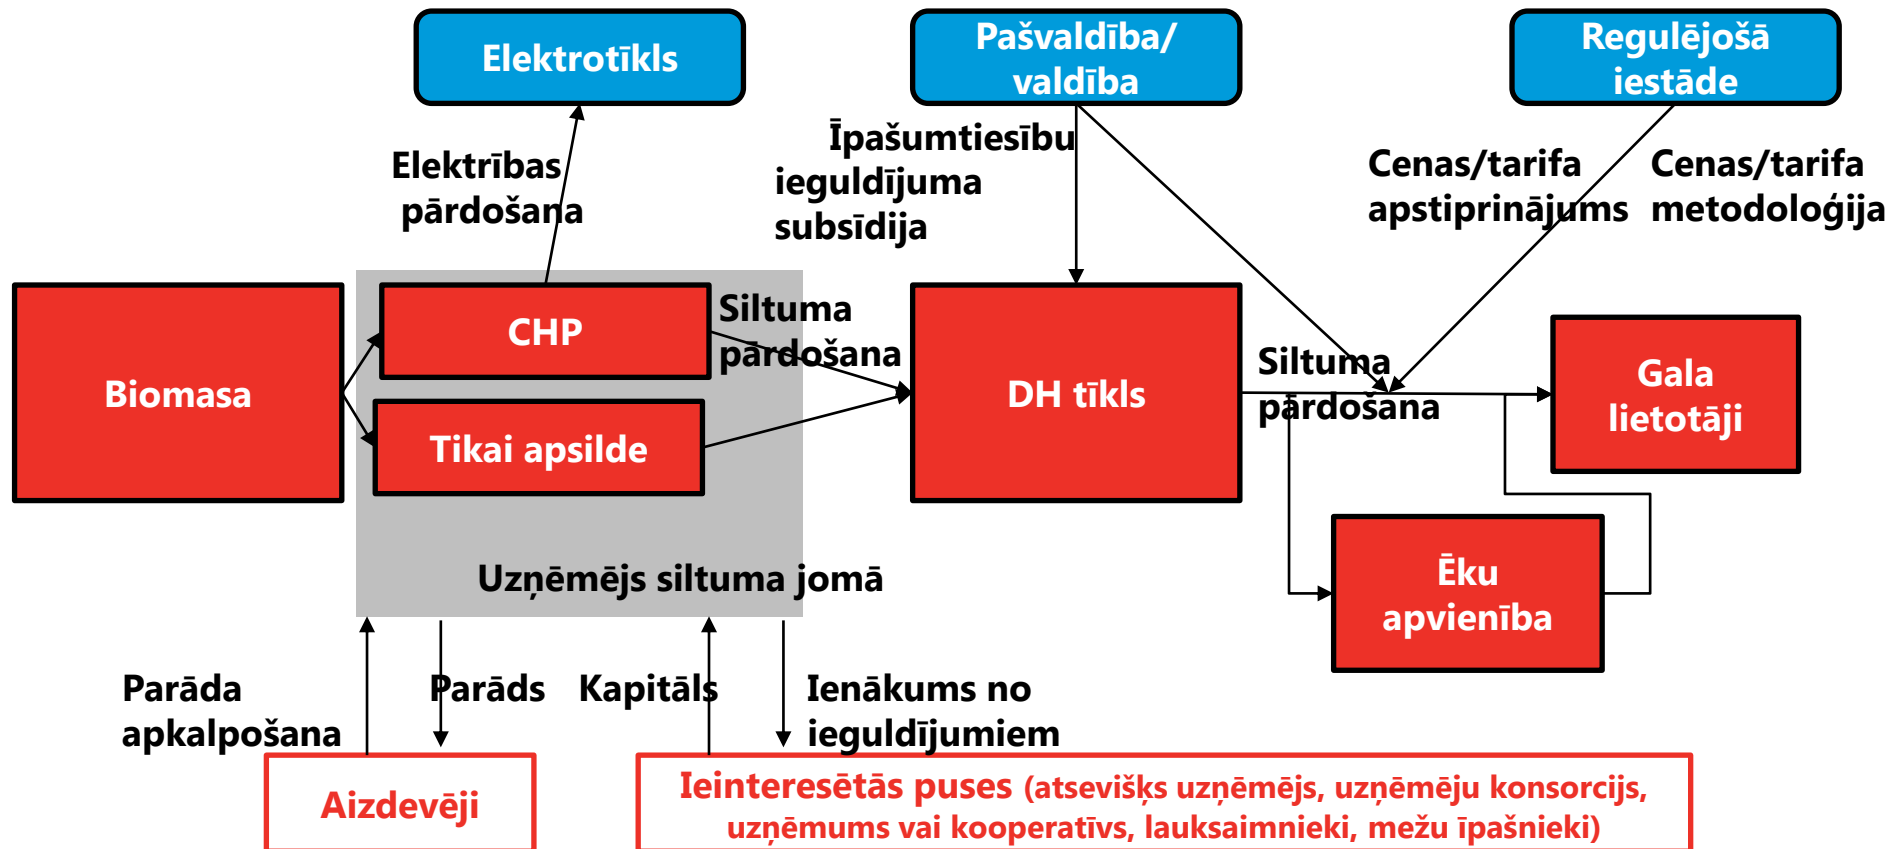 Elektrotīkls
Pašvaldība/
valdība
Regulējošā
iestāde
Elektrības
pārdošana
Īpašumtiesību
ieguldījuma
subsīdija
Cenas/tarifa
apstiprinājums
Cenas/tarifa
metodoloģija
Biomasa
CHP
Tikai apsilde
Siltuma
pārdošana
DH tīkls
Siltuma
pārdošana
Gala
lietotāji
Ēku
apvienība
Uzņēmējs siltuma jomā
Parāda
apkalpošana
Parāds
Kapitāls
Ienākums no
ieguldījumiem
Aizdevēji
Ieinteresētās puses (atsevišķs uzņēmējs, uzņēmēju konsorcijs,
uzņēmums vai kooperatīvs, lauksaimnieki, mežu īpašnieki)